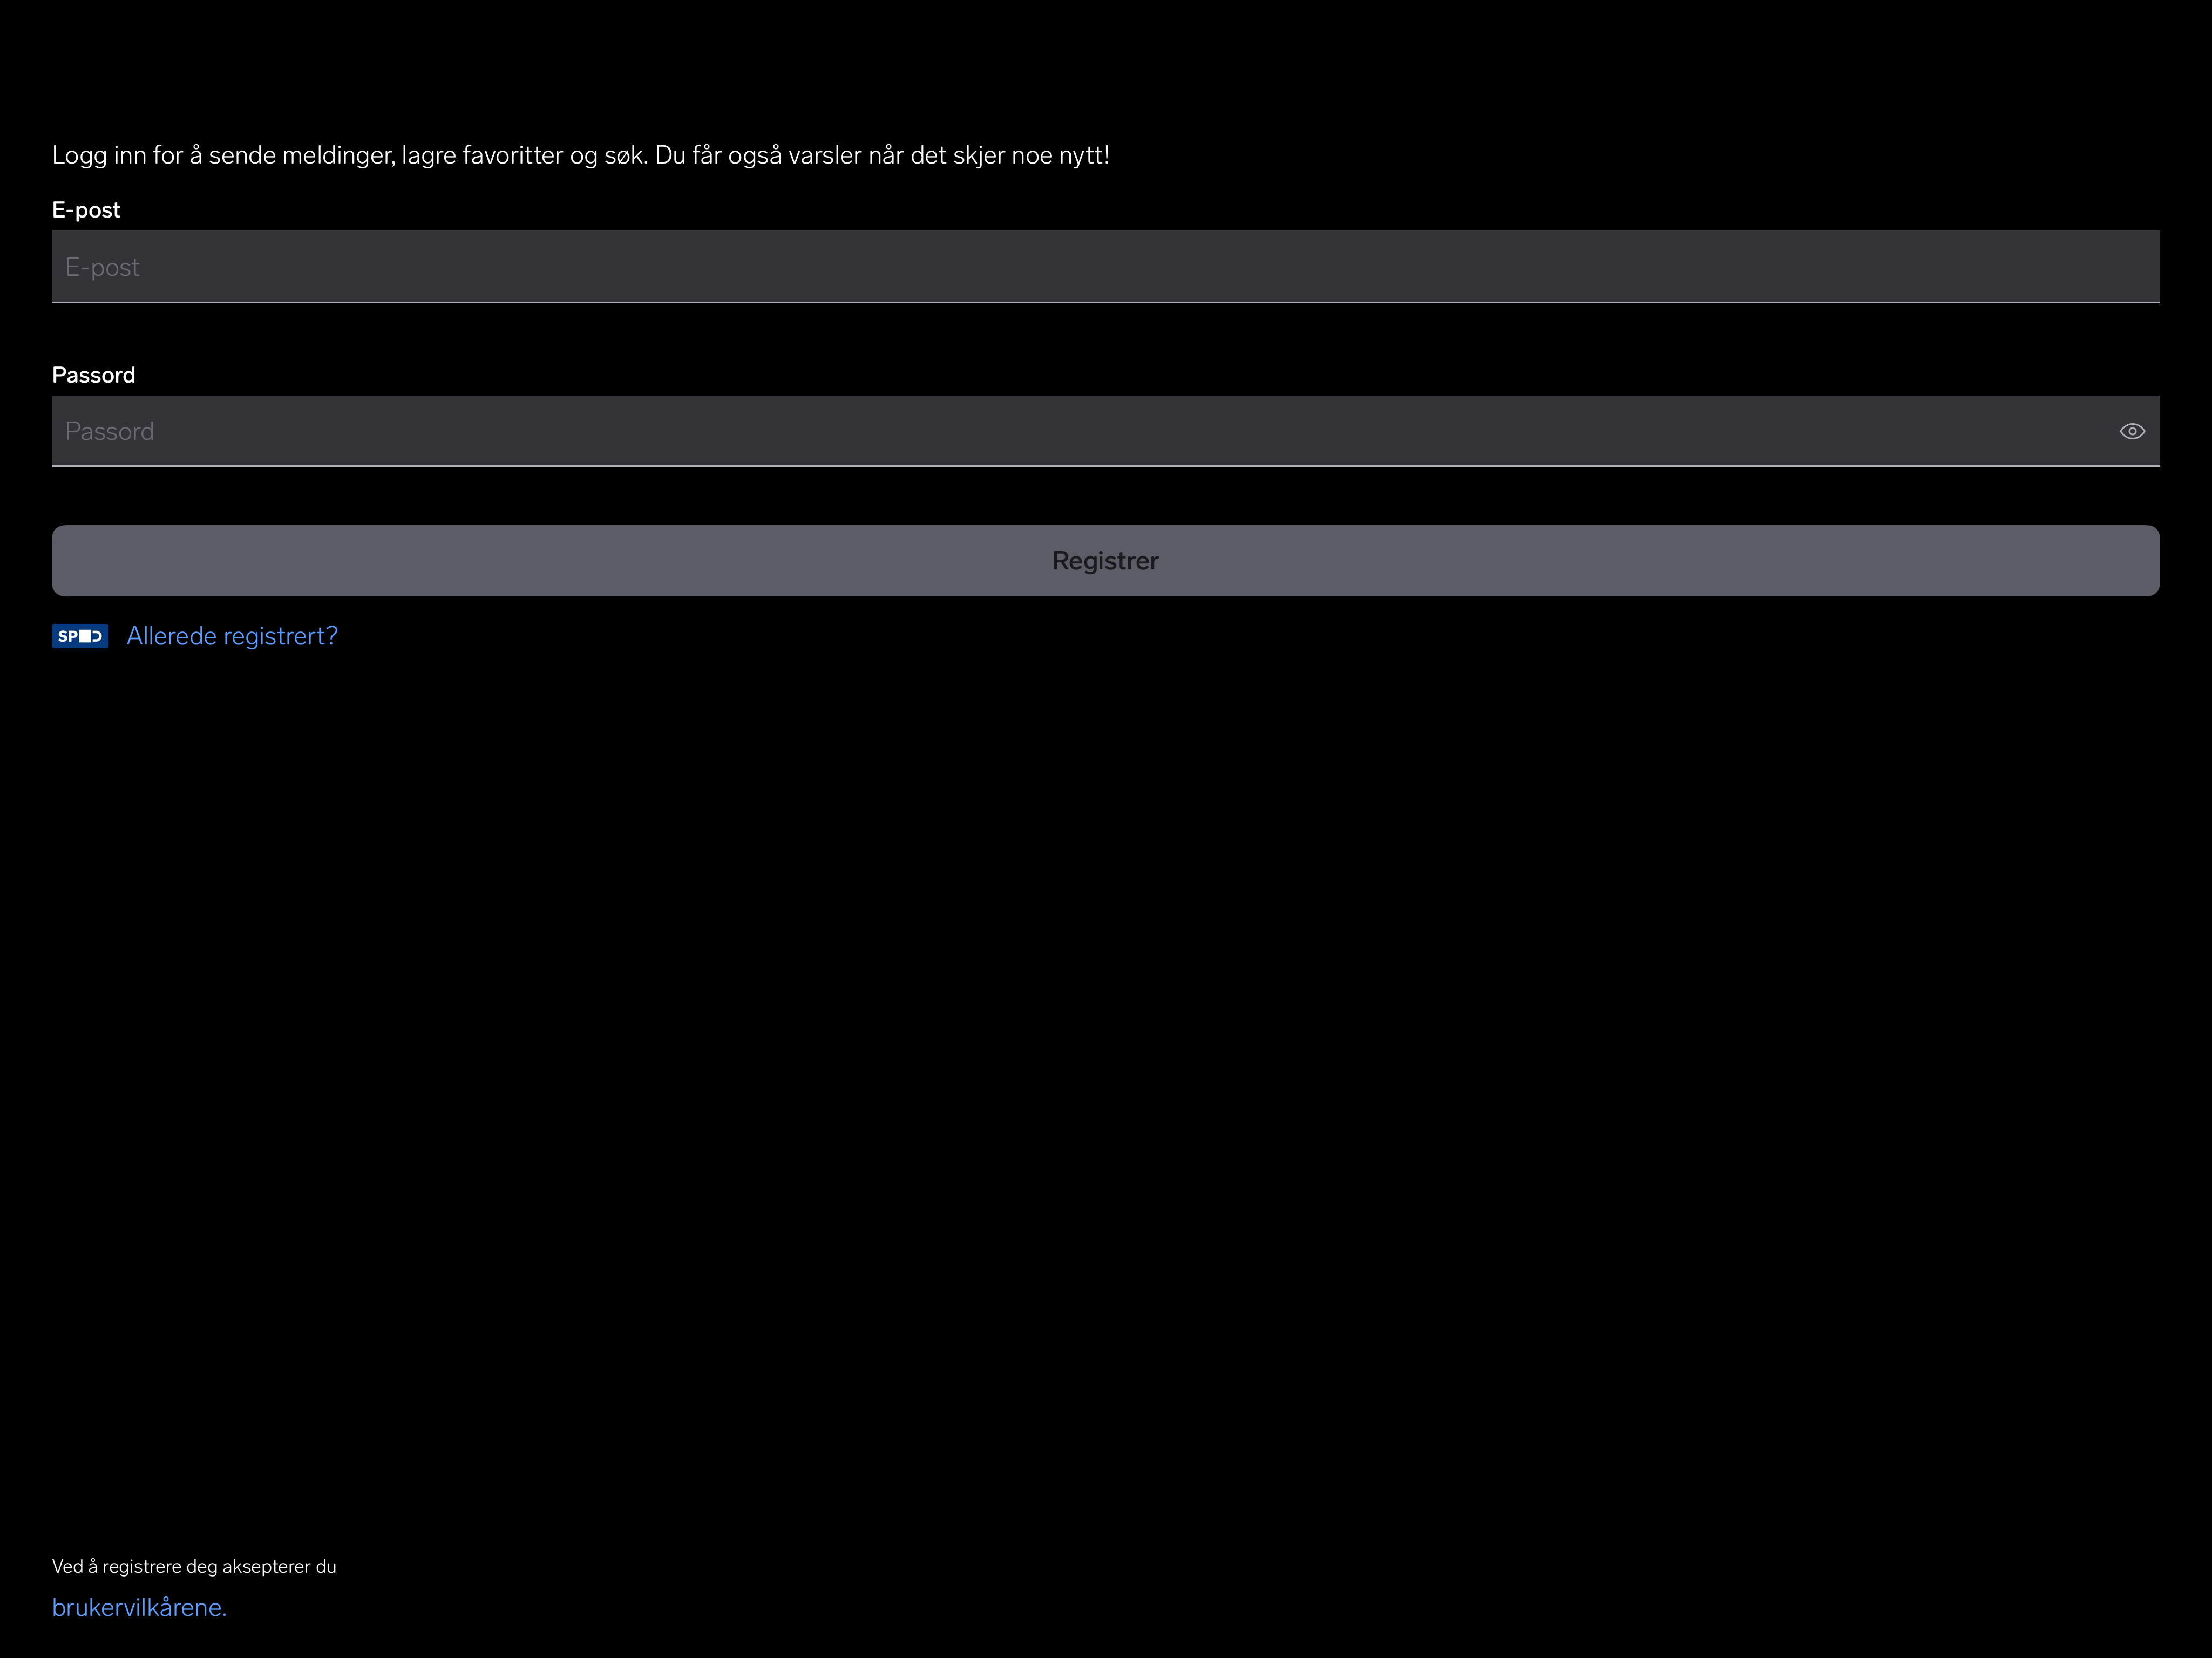 Logg inn for å sende meldinger, lagre favoritter og søk. Du får også varsler når det skjer noe nytt!
E-post
E-post
Passord
Passord
Registrer
SPiD Allerede registrert?
Ved å registrere deg aksepterer du
brukervilkårene.